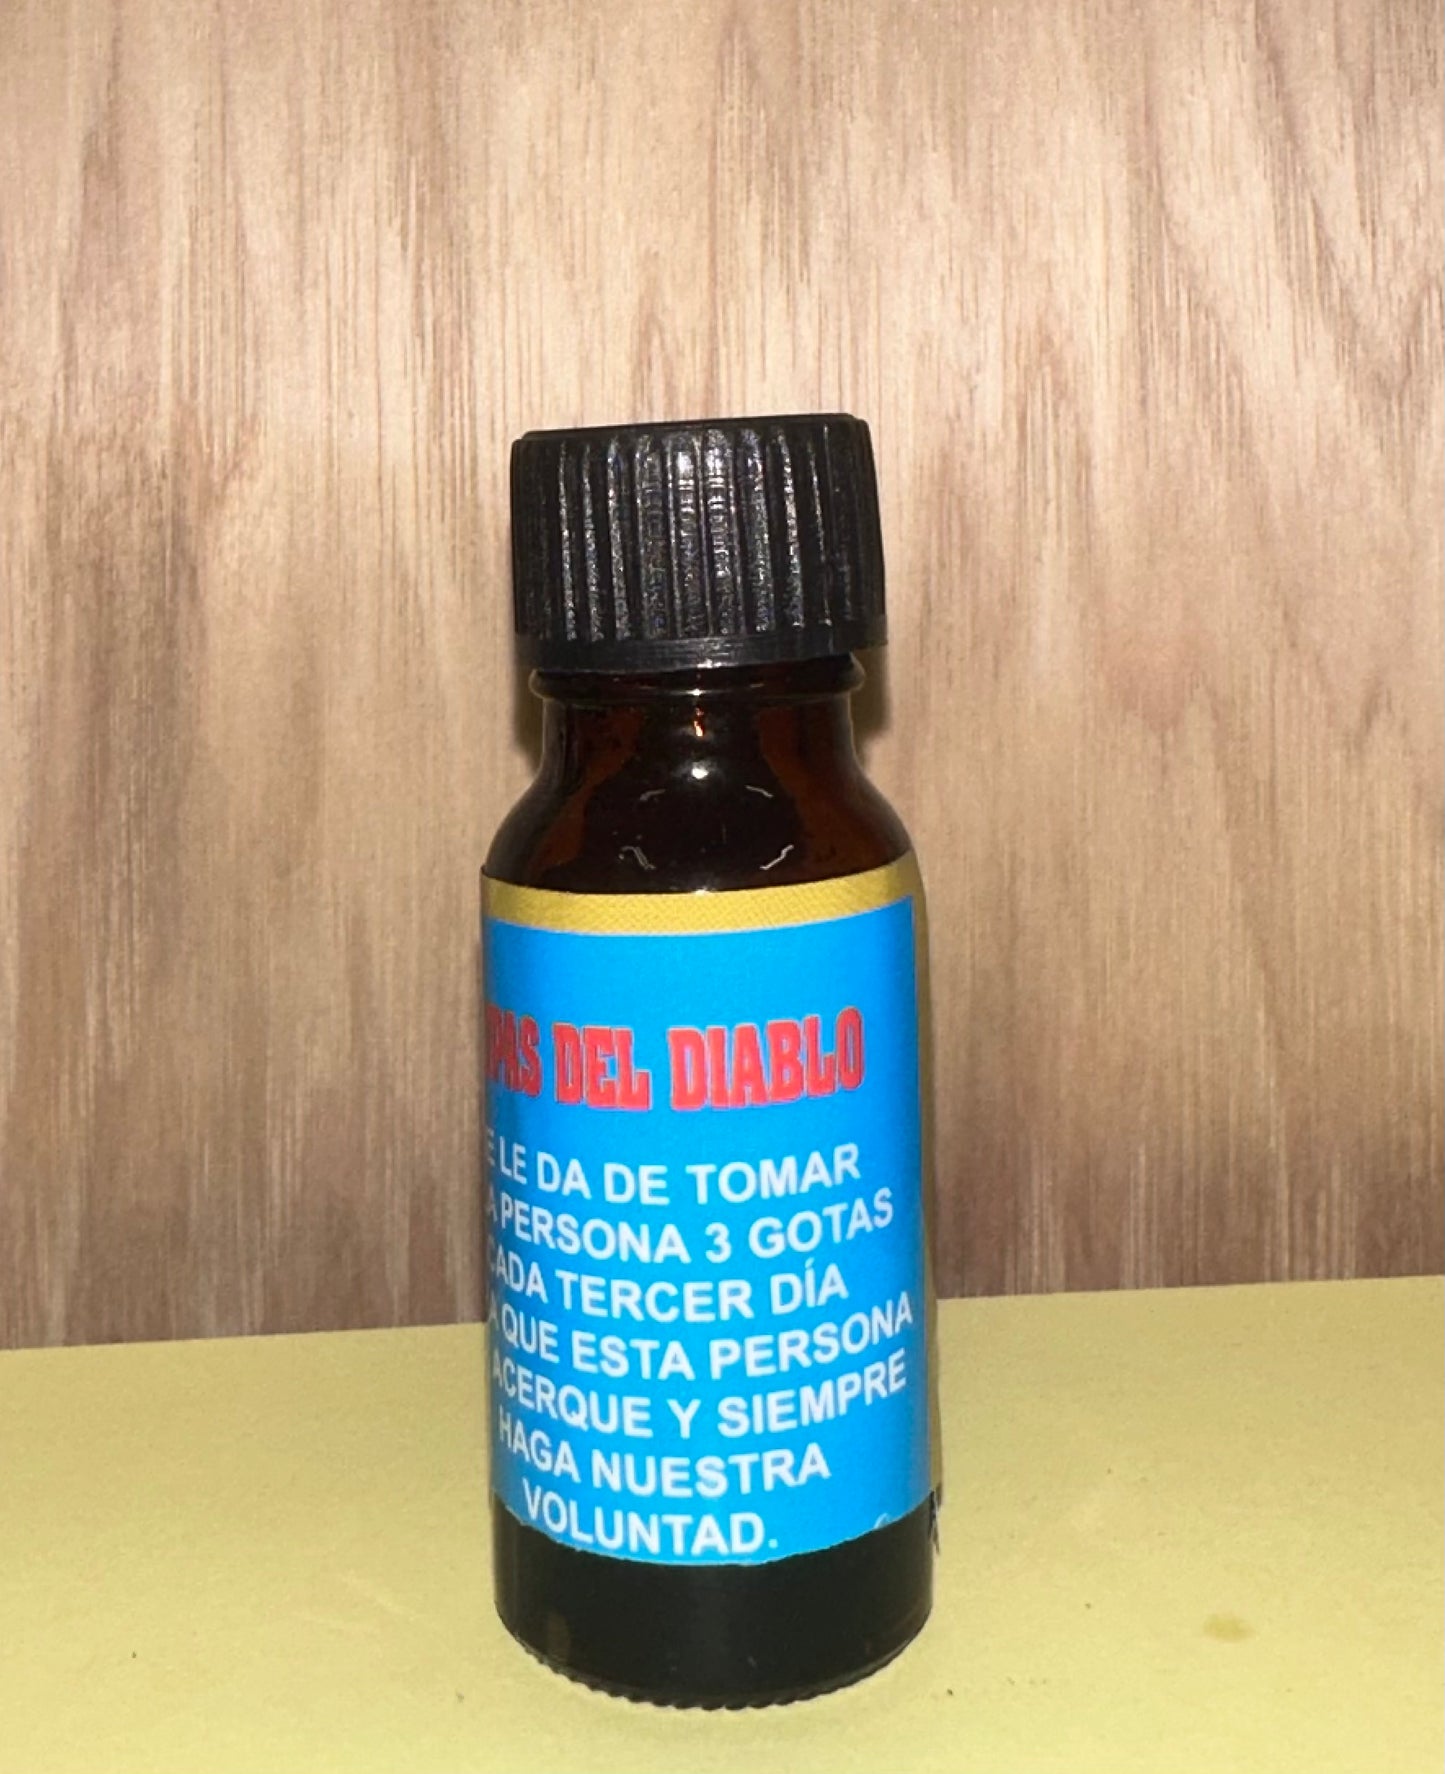 DEL DIABLO
LE DA DE TOMAR
PERSONA 3 GOTAS
CADA TERCER DÍA
QUE ESTA PERSONA
ACERQUE Y SIEMPRE
HAGA NUESTRA
VOLUNTAD.